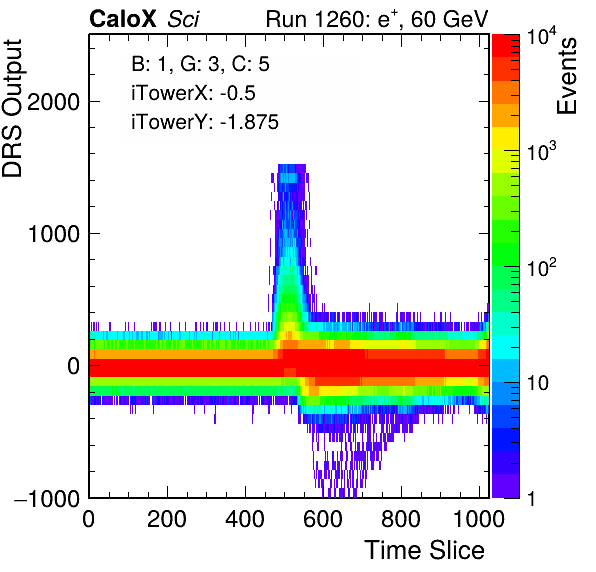 CaloX Sci
Run 1260: e⁺, 60 GeV
DRS Output
Events
B: 1, G: 3, C: 5
iTowerX: -0.5
iTowerY: -1.875
2000
1000
0
−1000
0 200 400 600 800 1000
Time Slice
10⁴
10³
10²
10
1